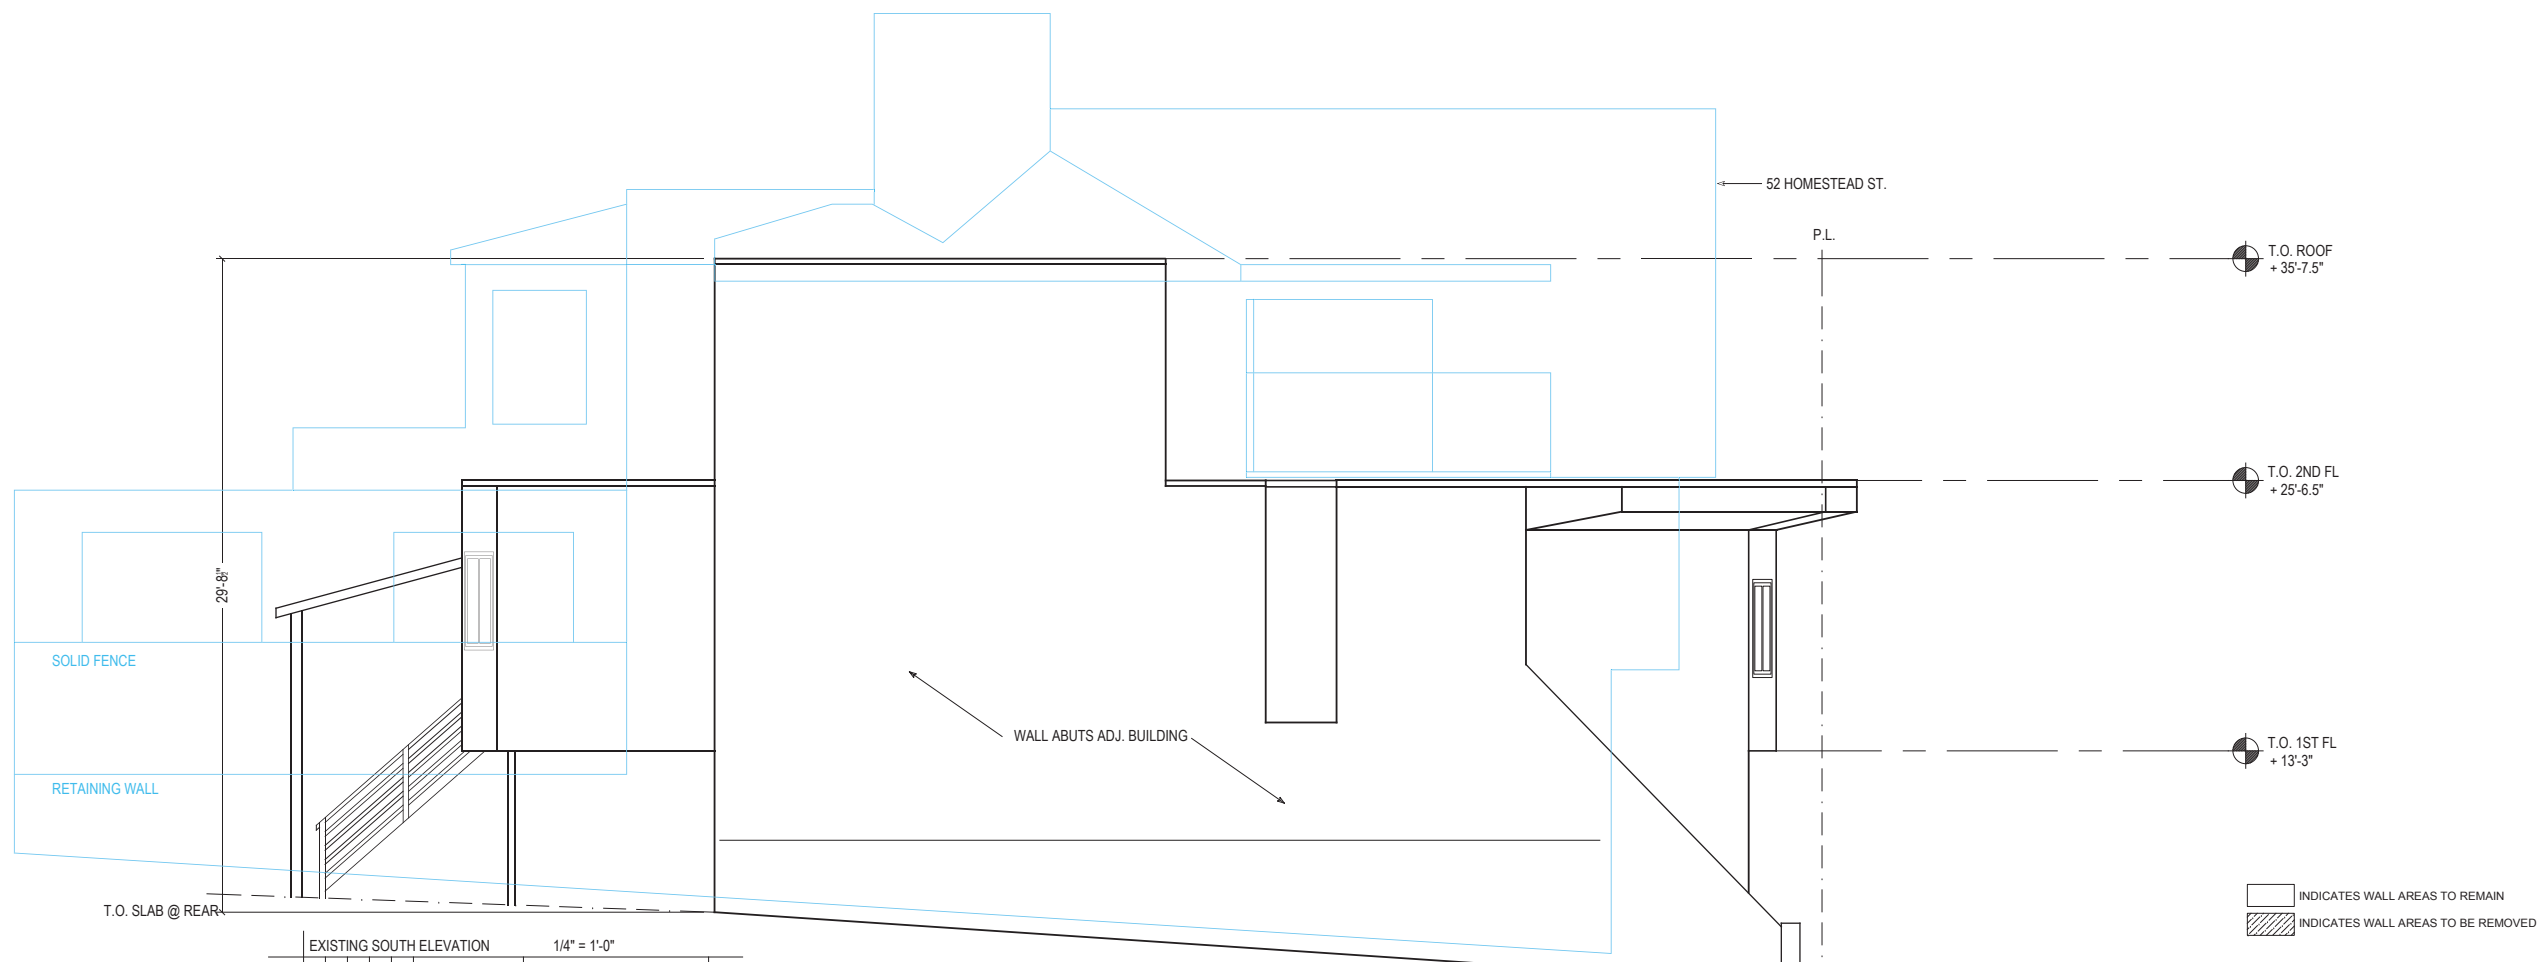 52 HOMESTEAD ST.
P.L.
T.O. ROOF
+ 35'-7.5"
T.O. 2ND FL
+ 25'-6.5"
29'-8½"
SOLID FENCE
WALL ABUTS ADJ. BUILDING
T.O. 1ST FL
+ 13'-3"
RETAINING WALL
INDICATES WALL AREAS TO REMAIN
T.O. SLAB @ REAR
INDICATES WALL AREAS TO BE REMOVED
EXISTING SOUTH ELEVATION 1/4" = 1'-0"